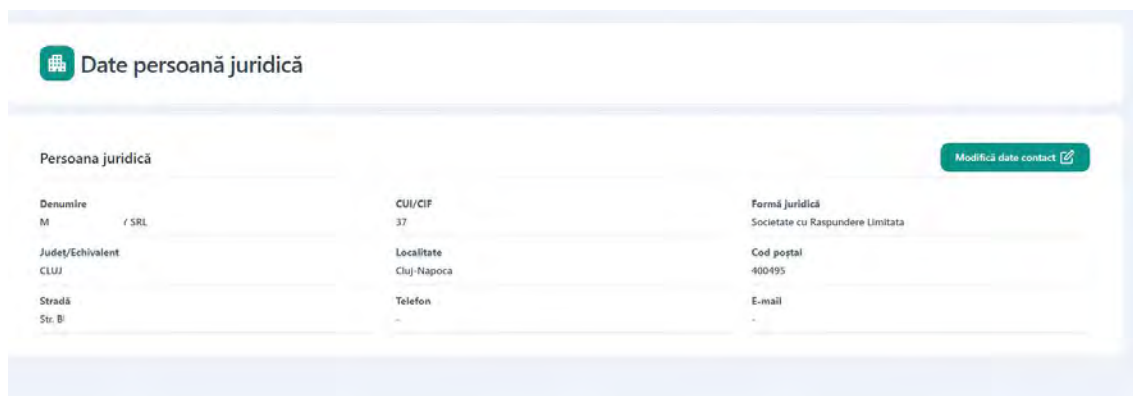 Date persoană juridică
Persoana juridică
Modifică date contact
Denumire CUI/CIF Formă juridică
M / SRL 37 Societate cu Raspundere Limitata
Județ/Echivalent Localitate Cod poștal
CLUJ Cluj-Napoca 400495
Stradă Telefon E-mail
Str. B - -